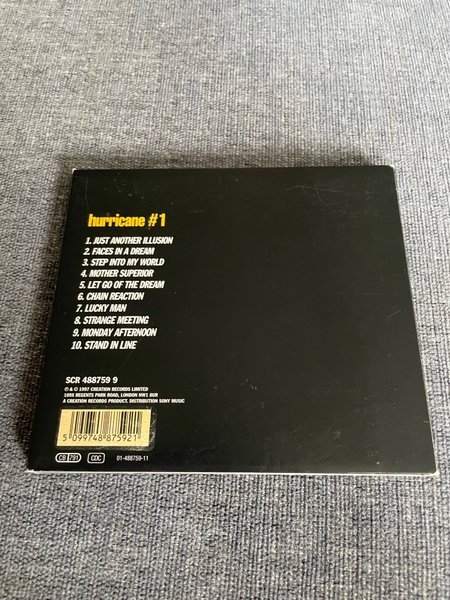 hurricane #1
1. JUST ANOTHER ILLUSION
2. FACES IN A DREAM
3. STEP INTO MY WORLD
4. MOTHER SUPERIOR
5. LET GO OF THE DREAM
6. CHAIN REACTION
7. LUCKY MAN
8. STRANGE MEETING
9. MONDAY AFTERNOON
10. STAND IN LINE
SCR 488759 9
℗ & © 1997 CREATION RECORDS LIMITED
109X REGENTS PARK ROAD, LONDON NW1 8UR
A CREATION RECORDS PRODUCT, DISTRIBUTION SONY MUSIC
5 099748 875921
CB 791 CDC 01-488759-11